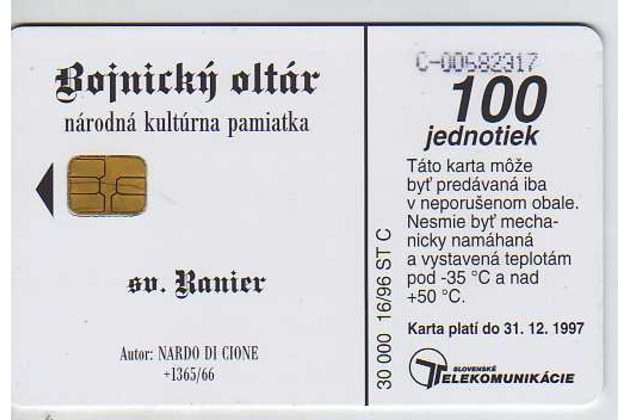 Bojnický oltár
národná kultúrna pamiatka
sv. Ranier
Autor: NARDO DI CIONE
+1365/66
30 000 16/96 ST C
C-00682317
100
jednotiek
Táto karta môže
byť predávaná iba
v neporušenom obale.
Nesmie byť mecha-
nicky namáhaná
a vystavená teplotám
pod -35 °C a nad
+50 °C.
Karta platí do 31. 12. 1997
SLOVENSKÉ
TELEKOMUNIKÁCIE